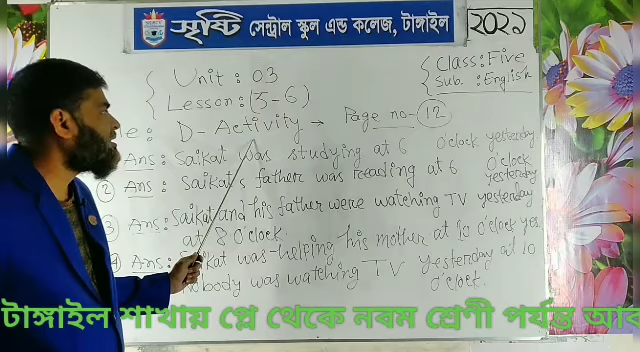 সৃষ্টি সেন্ট্রাল স্কুল এন্ড কলেজ, টাঙ্গাইল
২০২১
Unit : 03
Lesson: (5-6)
Class: Five
Sub. : English
D- Activity → Page no- 12
Ans: Saikat was studying at 6 O'clock yesterday
2 Ans: Saikat's father was reading at 6 O'clock yesterday
3 Ans: Saikat and his father were watching TV yesterday
at 8 O'clock.
4 Ans: Saikat was helping his mother at 10 O'clock yes.
Nobody was watching TV yesterday at 10 O'clock.
টাঙ্গাইল শাখায় প্লে থেকে নবম শ্রেণী পর্যন্ত